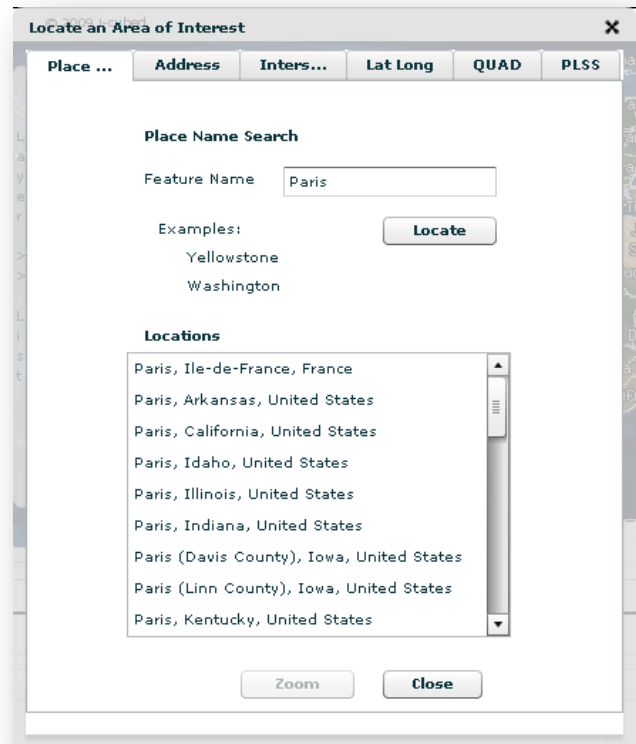 © 2009 i-cubed
Locate an Area of Interest
Place ... Address Inters... Lat Long QUAD PLSS
Place Name Search
Feature Name Paris
Examples: Locate
Yellowstone
Washington
Locations
Paris, Ile-de-France, France
Paris, Arkansas, United States
Paris, California, United States
Paris, Idaho, United States
Paris, Illinois, United States
Paris, Indiana, United States
Paris (Davis County), Iowa, United States
Paris (Linn County), Iowa, United States
Paris, Kentucky, United States
Zoom Close